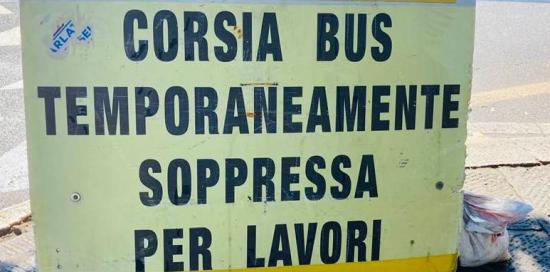 CORSIA BUS
TEMPORANEAMENTE
SOPPRESSA
PER LAVORI